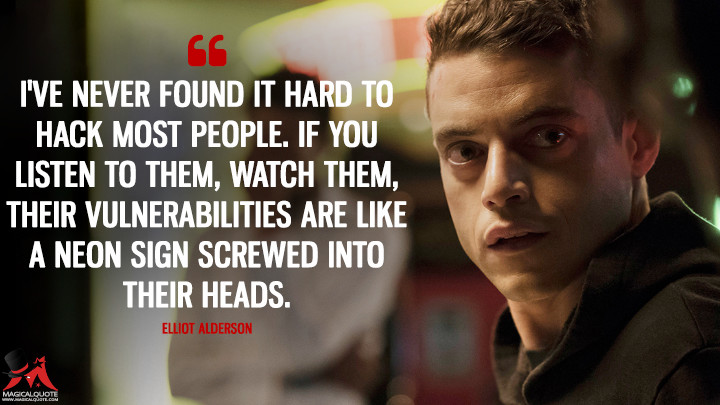 “
I'VE NEVER FOUND IT HARD TO
HACK MOST PEOPLE. IF YOU
LISTEN TO THEM, WATCH THEM,
THEIR VULNERABILITIES ARE LIKE
A NEON SIGN SCREWED INTO
THEIR HEADS.
ELLIOT ALDERSON
MAGICALQUOTE
WWW.MAGICALQUOTE.COM